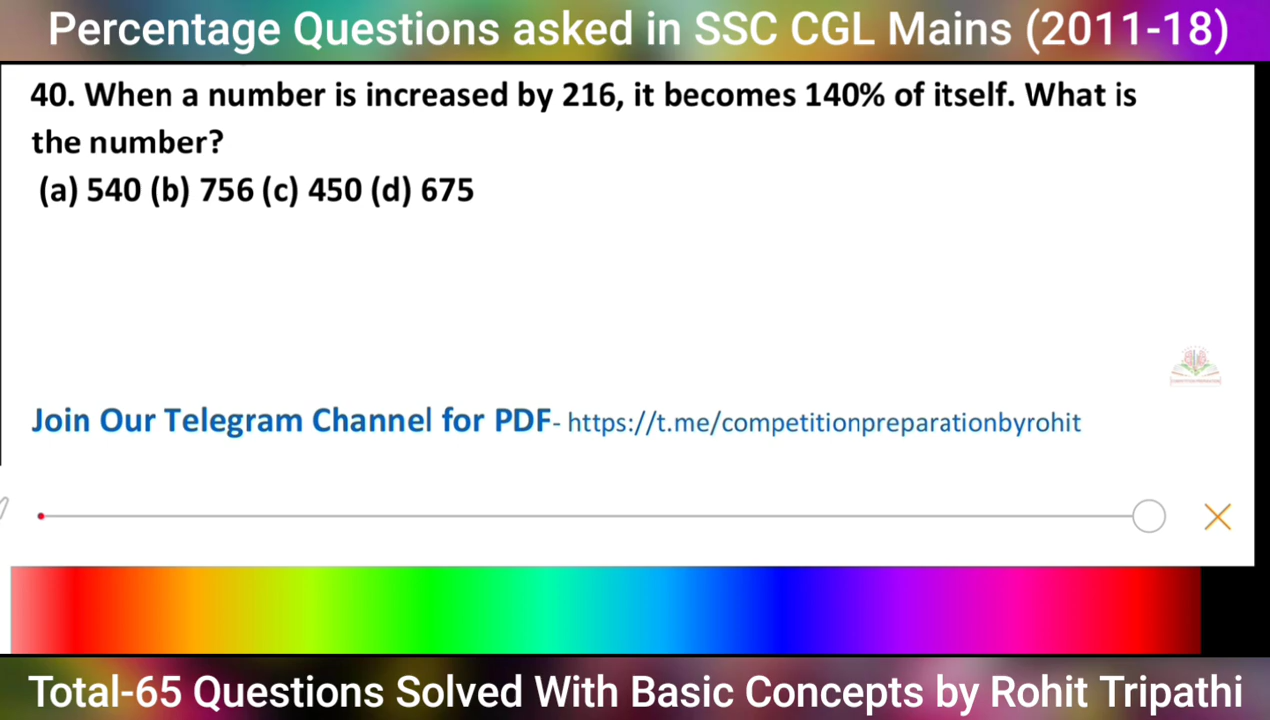 Percentage Questions asked in SSC CGL Mains (2011-18)
40. When a number is increased by 216, it becomes 140% of itself. What is
the number?
(a) 540 (b) 756 (c) 450 (d) 675
Join Our Telegram Channel for PDF- https://t.me/competitionpreparationbyrohit
Total-65 Questions Solved With Basic Concepts by Rohit Tripathi